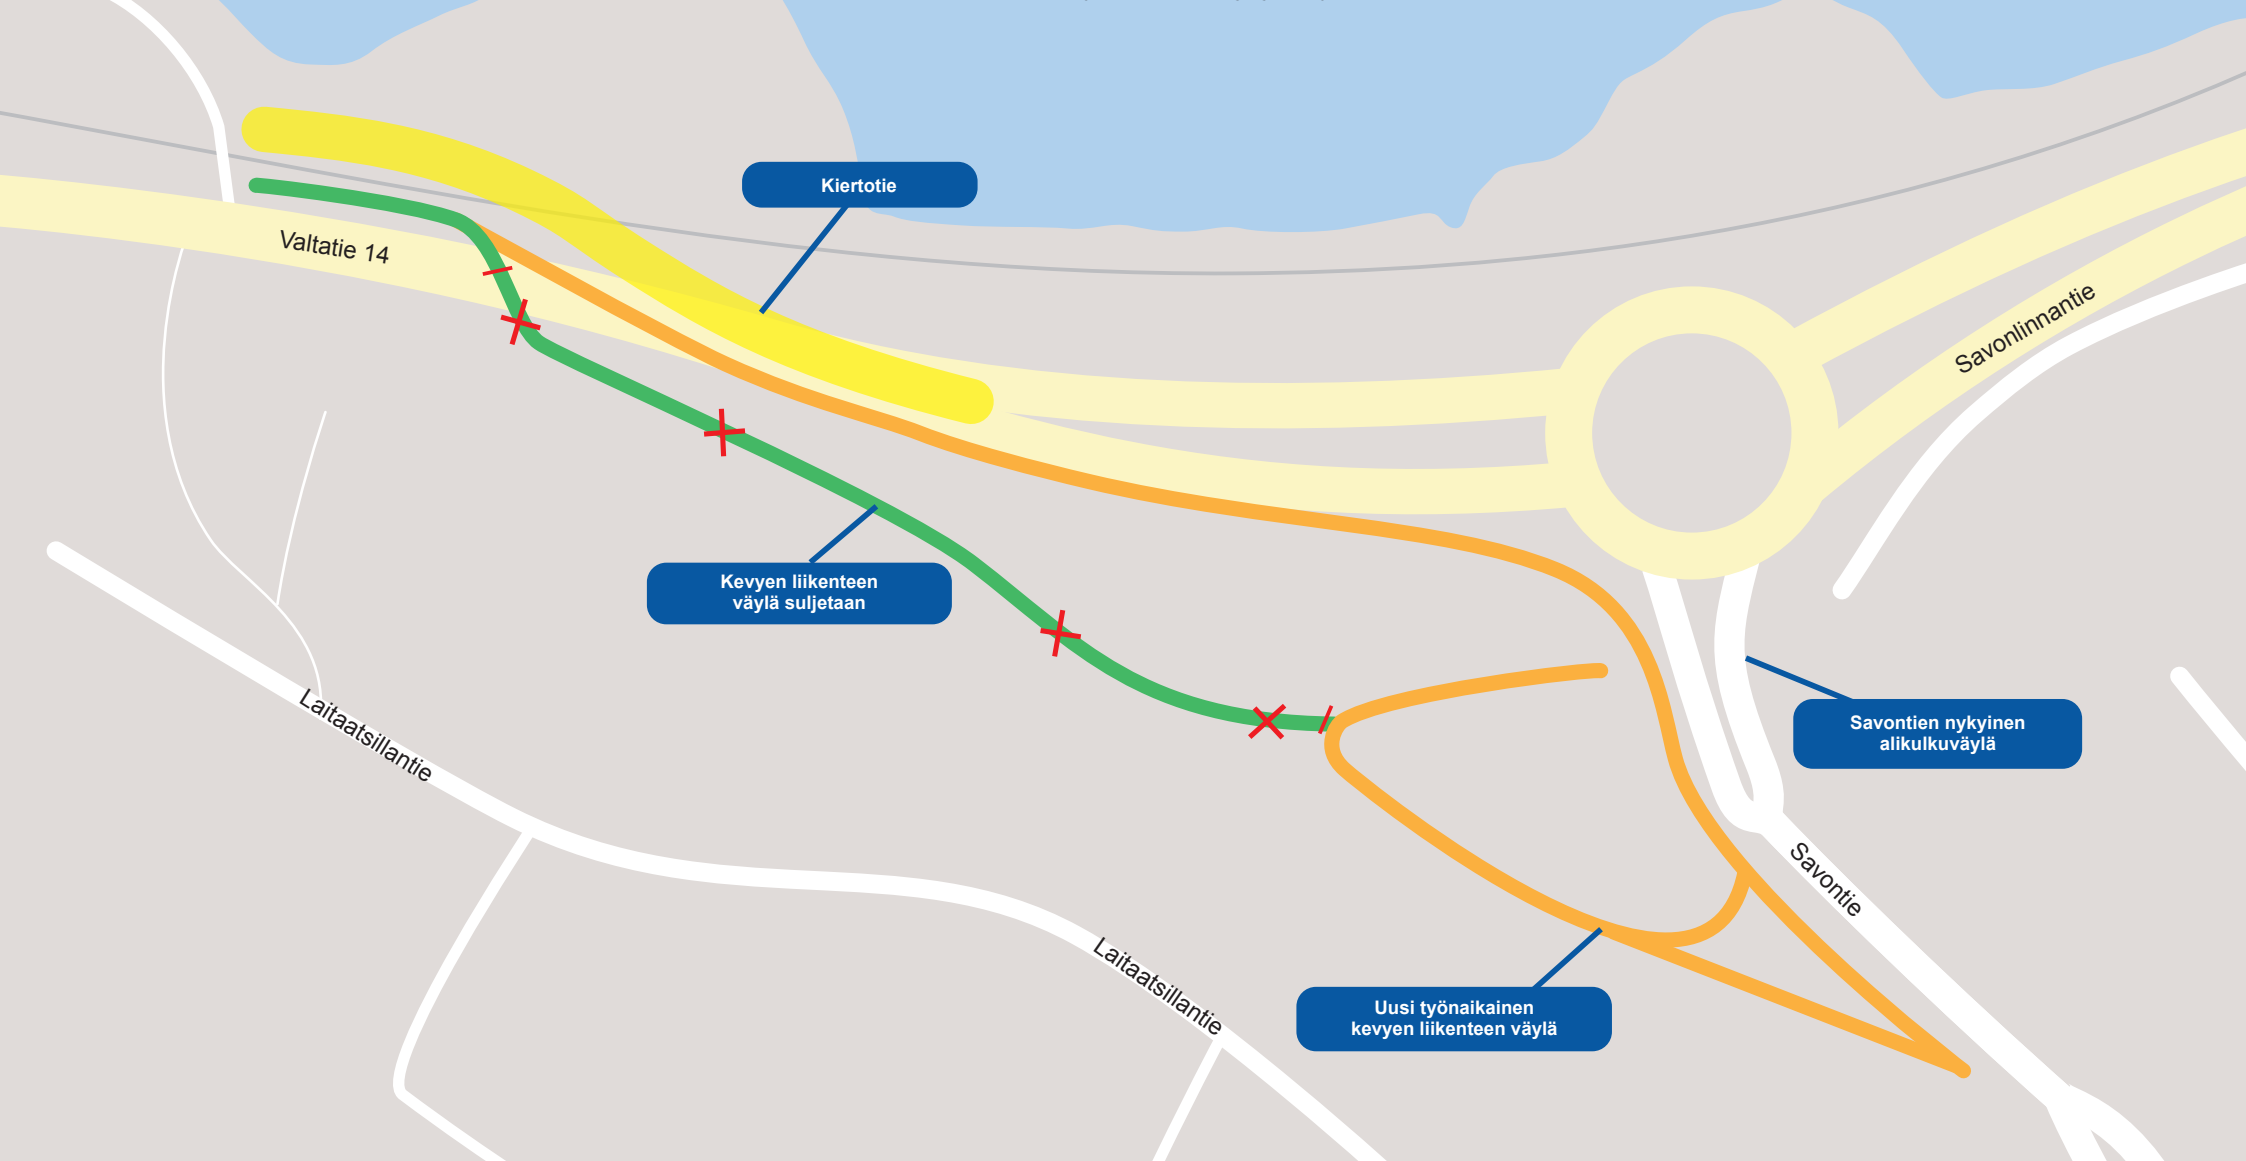 Kiertotie
Valtatie 14
Savonlinnantie
Kevyen liikenteen
väylä suljetaan
Savontien nykyinen
alikulkuväylä
Laitaatsillantie
Savontie
Laitaatsillantie
Uusi työnaikainen
kevyen liikenteen väylä